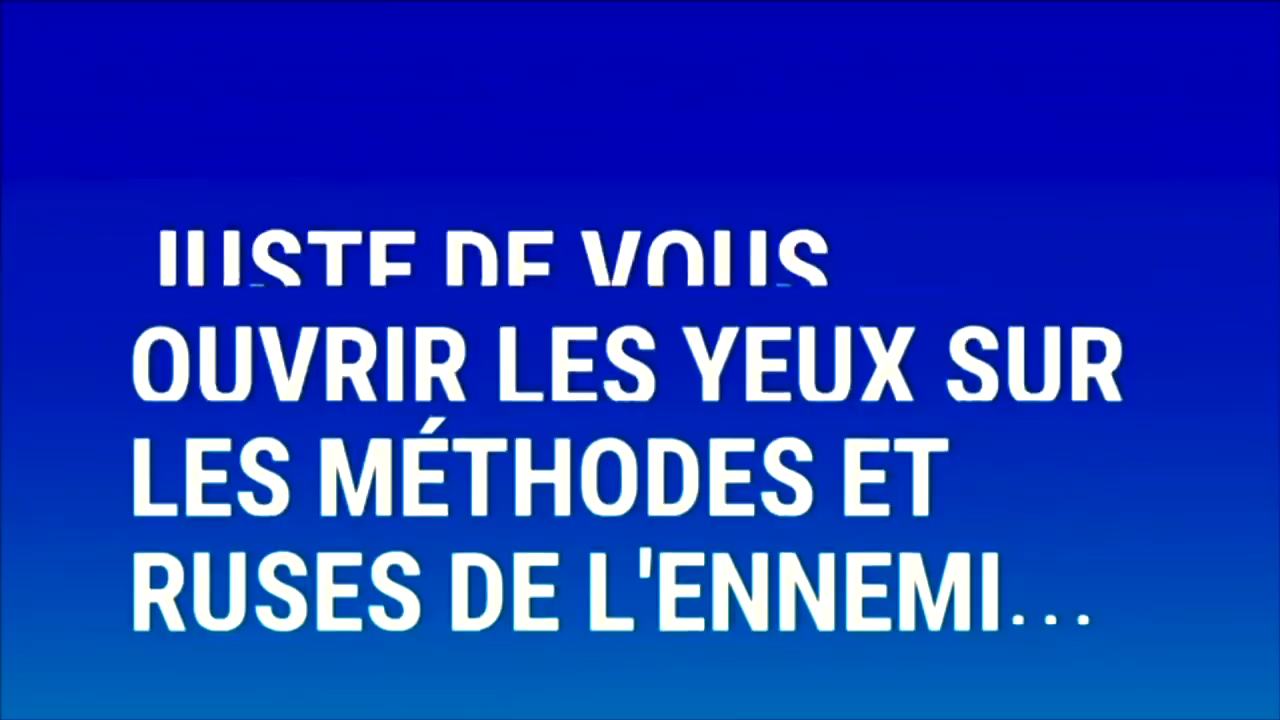 JUSTE DE VOUS
OUVRIR LES YEUX SUR
LES MÉTHODES ET
RUSES DE L'ENNEMI...